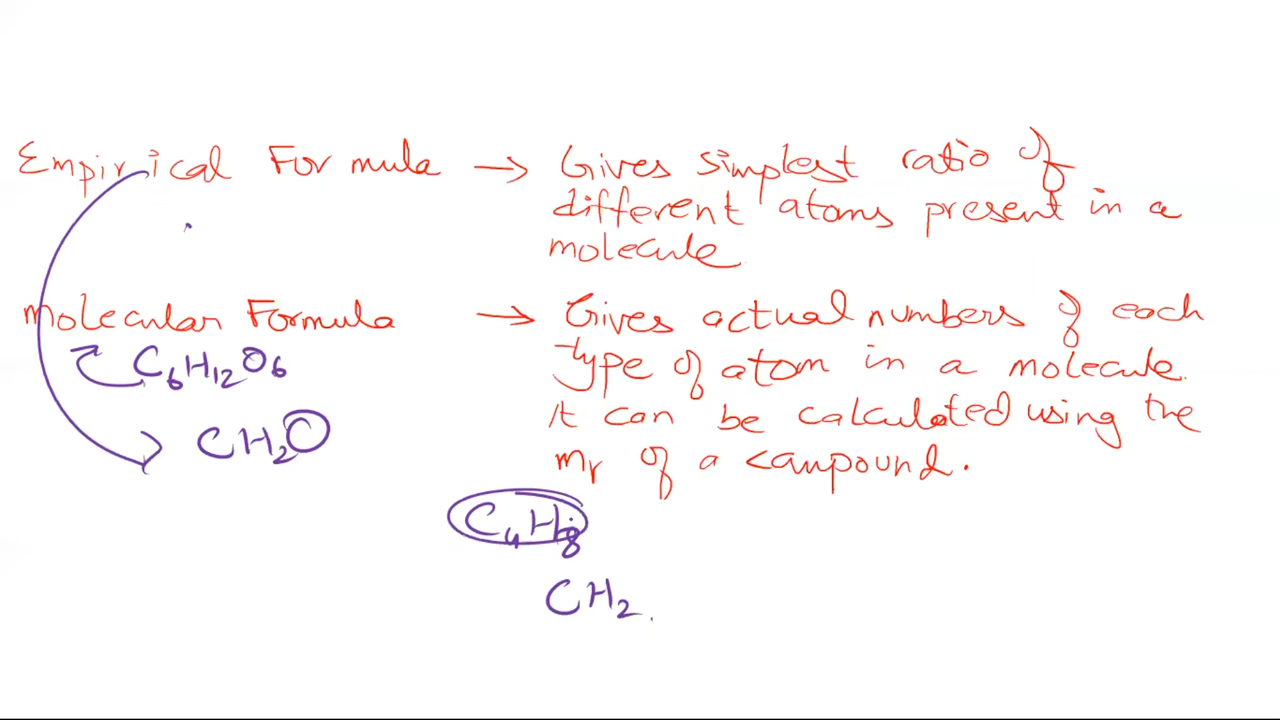 Empirical Formula → Gives simplest ratio of
different atoms present in a
molecule
Molecular Formula → Gives actual numbers of each
type of atom in a molecule.
It can be calculated using the
Mr of a compound.
C₆H₁₂O₆
CH₂O
C₄H₈
CH₂.